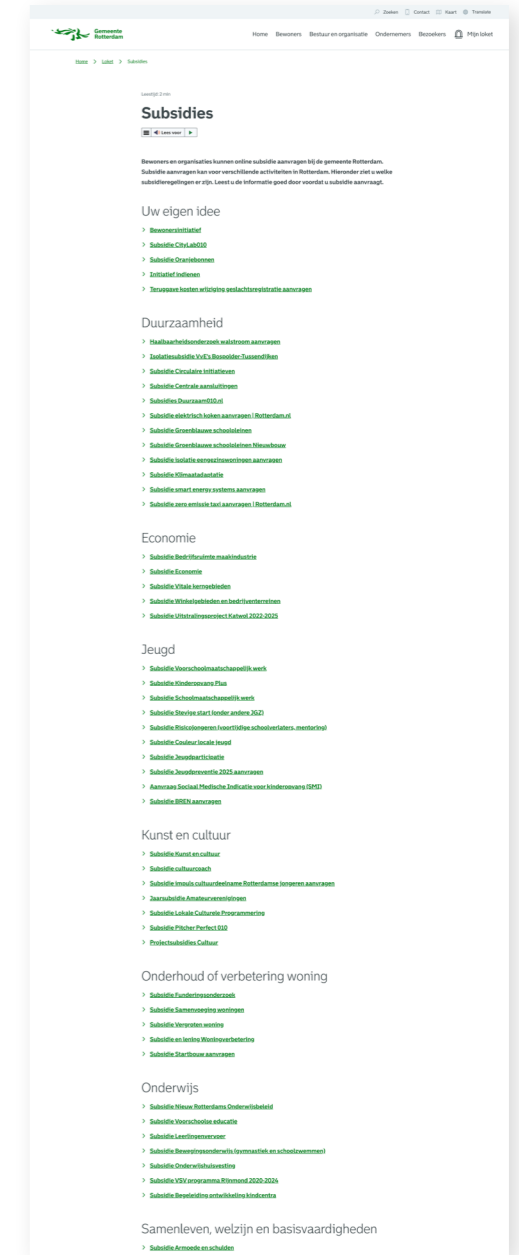 Zoeken Contact Kaart Translate
Gemeente
Rotterdam
Home Bewoners Bestuur en organisatie Ondernemers Bezoekers Mijn loket
Home > Loket > Subsidies
Leestijd: 2 min
Subsidies
Lees voor
Bewoners en organisaties kunnen online subsidie aanvragen bij de gemeente Rotterdam.
Subsidie aanvragen kan voor verschillende activiteiten in Rotterdam. Hieronder ziet u welke
subsidieregelingen er zijn. Leest u de informatie goed door voordat u subsidie aanvraagt.
Uw eigen idee
> Bewonersinitiatief
> Subsidie CityLab010
> Subsidie Oranjebonnen
> Initiatief indienen
> Teruggave kosten wijziging geslachtsregistratie aanvragen
Duurzaamheid
> Haalbaarheidsonderzoek walstroom aanvragen
> Isolatiesubsidie VvE's Bospolder-Tussendijken
> Subsidie Circulaire initiatieven
> Subsidie Centrale aansluitingen
> Subsidies Duurzaam010.nl
> Subsidie elektrisch koken aanvragen | Rotterdam.nl
> Subsidie Groenblauwe schoolpleinen
> Subsidie Groenblauwe schoolpleinen Nieuwbouw
> Subsidie isolatie eengezinswoningen aanvragen
> Subsidie Klimaatadaptatie
> Subsidie smart energy systems aanvragen
> Subsidie zero emissie taxi aanvragen | Rotterdam.nl
Economie
> Subsidie Bedrijfsruimte maakindustrie
> Subsidie Economie
> Subsidie Vitale kerngebieden
> Subsidie Winkelgebieden en bedrijventerreinen
> Subsidie Uitstralingsproject Katwol 2022-2025
Jeugd
> Subsidie Voorschoolmaatschappelijk werk
> Subsidie Kinderopvang Plus
> Subsidie Schoolmaatschappelijk werk
> Subsidie Stevige start (onder andere JGZ)
> Subsidie Risicojongeren (voortijdige schoolverlaters, mentoring)
> Subsidie Couleur locale jeugd
> Subsidie Jeugdparticipatie
> Subsidie Jeugdpreventie 2025 aanvragen
> Aanvraag Sociaal Medische Indicatie voor kinderopvang (SMI)
> Subsidie BREN aanvragen
Kunst en cultuur
> Subsidie Kunst en cultuur
> Subsidie cultuurcoach
> Subsidie impuls cultuurdeelname Rotterdamse jongeren aanvragen
> Jaarsubsidie Amateurverenigingen
> Subsidie Lokale Culturele Programmering
> Subsidie Pitcher Perfect 010
> Projectsubsidies Cultuur
Onderhoud of verbetering woning
> Subsidie Funderingsonderzoek
> Subsidie Samenvoeging woningen
> Subsidie Vergroten woning
> Subsidie en lening Woningverbetering
> Subsidie Startbouw aanvragen
Onderwijs
> Subsidie Nieuw Rotterdams Onderwijsbeleid
> Subsidie Voorschoolse educatie
> Subsidie Leerlingenvervoer
> Subsidie Bewegingsonderwijs (gymnastiek en schoolzwemmen)
> Subsidie Onderwijshuisvesting
> Subsidie VSV programma Rijnmond 2020-2024
> Subsidie Begeleiding ontwikkeling kindcentra
Samenleven, welzijn en basisvaardigheden
> Subsidie Armoede en schulden